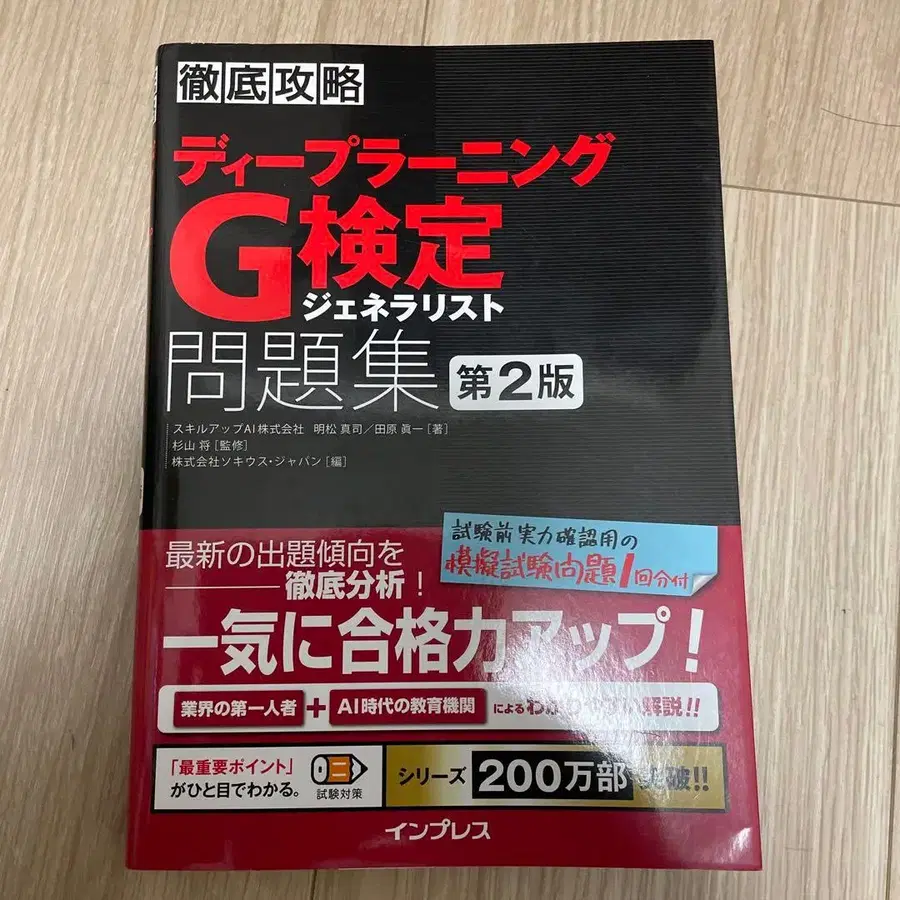 徹底攻略
ディープラーニング
G検定
ジェネラリスト
問題集 第2版
スキルアップAI株式会社 明松 真司／田原 眞一［著］
杉山 将［監修］
株式会社ソキウス・ジャパン［編］
試験前実力確認用の
模擬試験問題1回分付
最新の出題傾向を
徹底分析！
一気に合格力アップ！
業界の第一人者 + AI時代の教育機関 による わかりやすい解説!!
「最重要ポイント」
がひと目でわかる。
試験対策
シリーズ 200万部 突破!!
インプレス